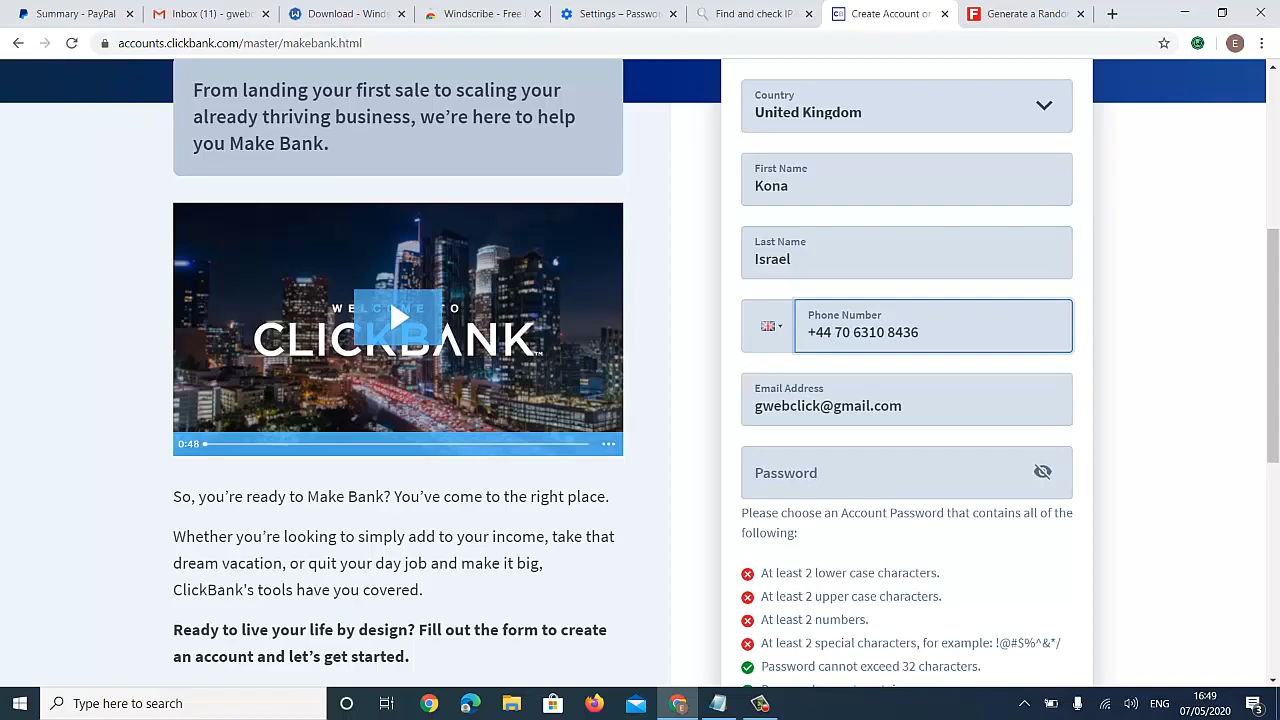 Summary - PayPal
Inbox (11) - gweb
Download - Winds
Windscribe - Free
Settings – Passwo
Find and check IP
Create Account or
Generate a Rando
accounts.clickbank.com/master/makebank.html
E
From landing your first sale to scaling your
already thriving business, we're here to help
you Make Bank.
WELCOME TO
CLICKBANK™
0:48
So, you're ready to Make Bank? You've come to the right place.
Whether you're looking to simply add to your income, take that
dream vacation, or quit your day job and make it big,
ClickBank's tools have you covered.
Ready to live your life by design? Fill out the form to create
an account and let's get started.
Country
United Kingdom
First Name
Kona
Last Name
Israel
Phone Number
+44 70 6310 8436
Email Address
gwebclick@gmail.com
Password
Please choose an Account Password that contains all of the
following:
At least 2 lower case characters.
At least 2 upper case characters.
At least 2 numbers.
At least 2 special characters, for example: !@#$%^&*/
Password cannot exceed 32 characters.
Type here to search
ENG
16:49
07/05/2020
3